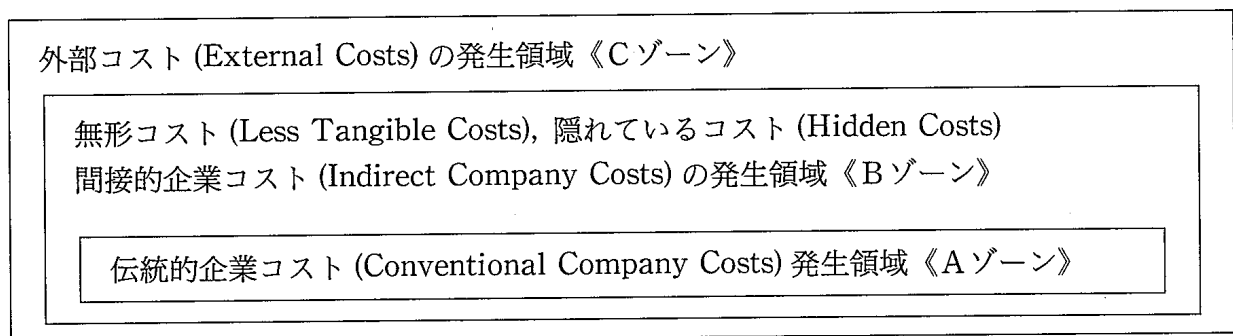 外部コスト (External Costs) の発生領域《Cゾーン》
無形コスト (Less Tangible Costs), 隠れているコスト (Hidden Costs)
間接的企業コスト (Indirect Company Costs) の発生領域《Bゾーン》
伝統的企業コスト (Conventional Company Costs) 発生領域《Aゾーン》